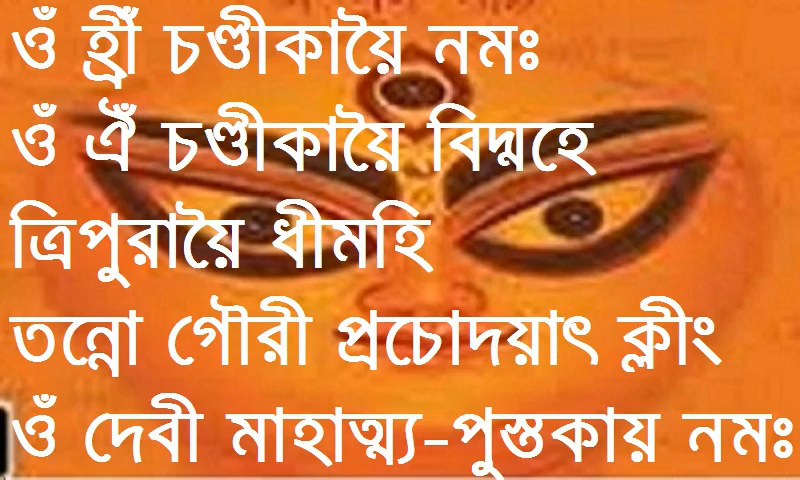 ওঁ হ্রীঁ চণ্ডীকায়ৈ নমঃ
ওঁ ঐঁ চণ্ডীকায়ৈ বিদ্মহে
ত্রিপুরায়ৈ ধীমহি
তন্নো গৌরী প্রচোদয়াৎ ক্লীং
ওঁ দেবী মাহাত্ম্য-পুস্তকায় নমঃ